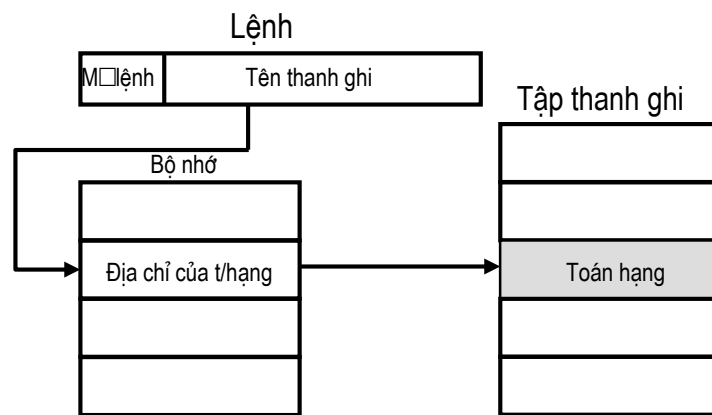 Lệnh
M□lệnh Tên thanh ghi
Tập thanh ghi
Bộ nhớ
Địa chỉ của t/hạng Toán hạng